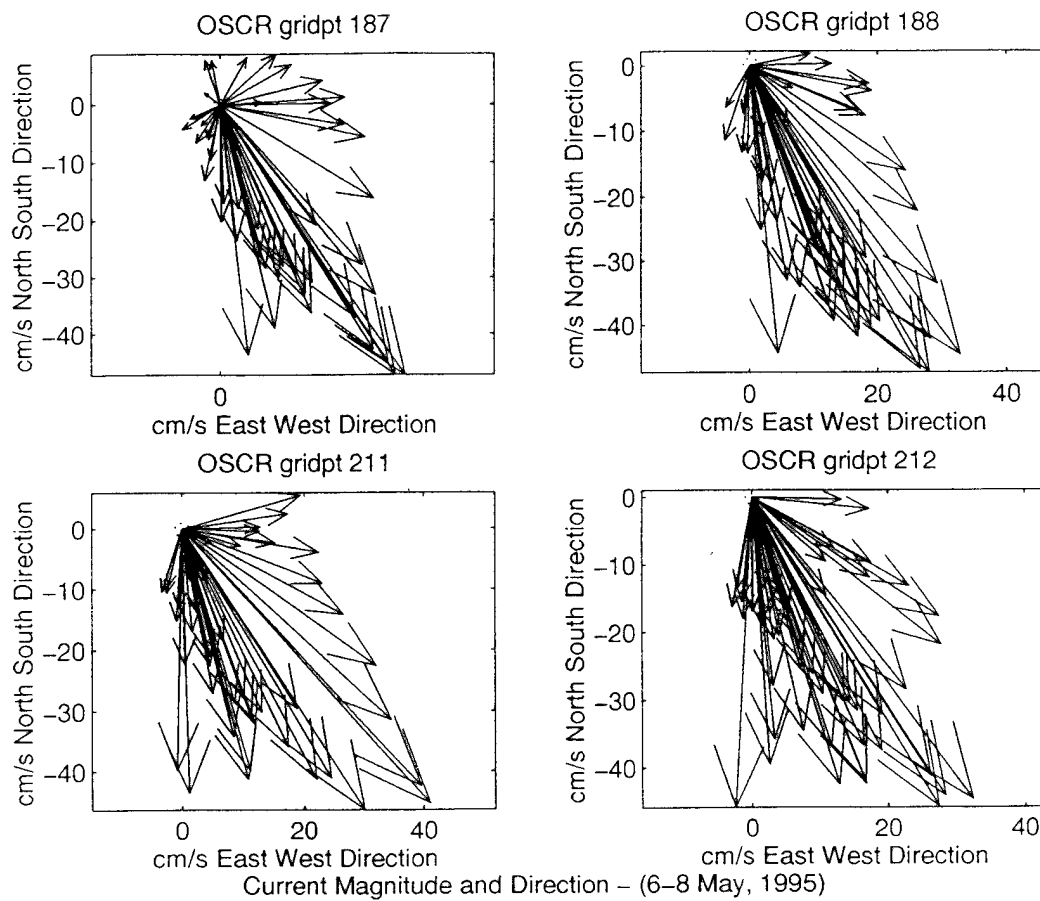 OSCR gridpt 187
cm/s North South Direction
0
−10
−20
−30
−40
0
cm/s East West Direction
OSCR gridpt 188
cm/s North South Direction
0
−10
−20
−30
−40
0 20 40
cm/s East West Direction
OSCR gridpt 211
cm/s North South Direction
0
−10
−20
−30
−40
0 20 40
cm/s East West Direction
OSCR gridpt 212
cm/s North South Direction
0
−10
−20
−30
−40
0 20 40
cm/s East West Direction
Current Magnitude and Direction − (6−8 May, 1995)